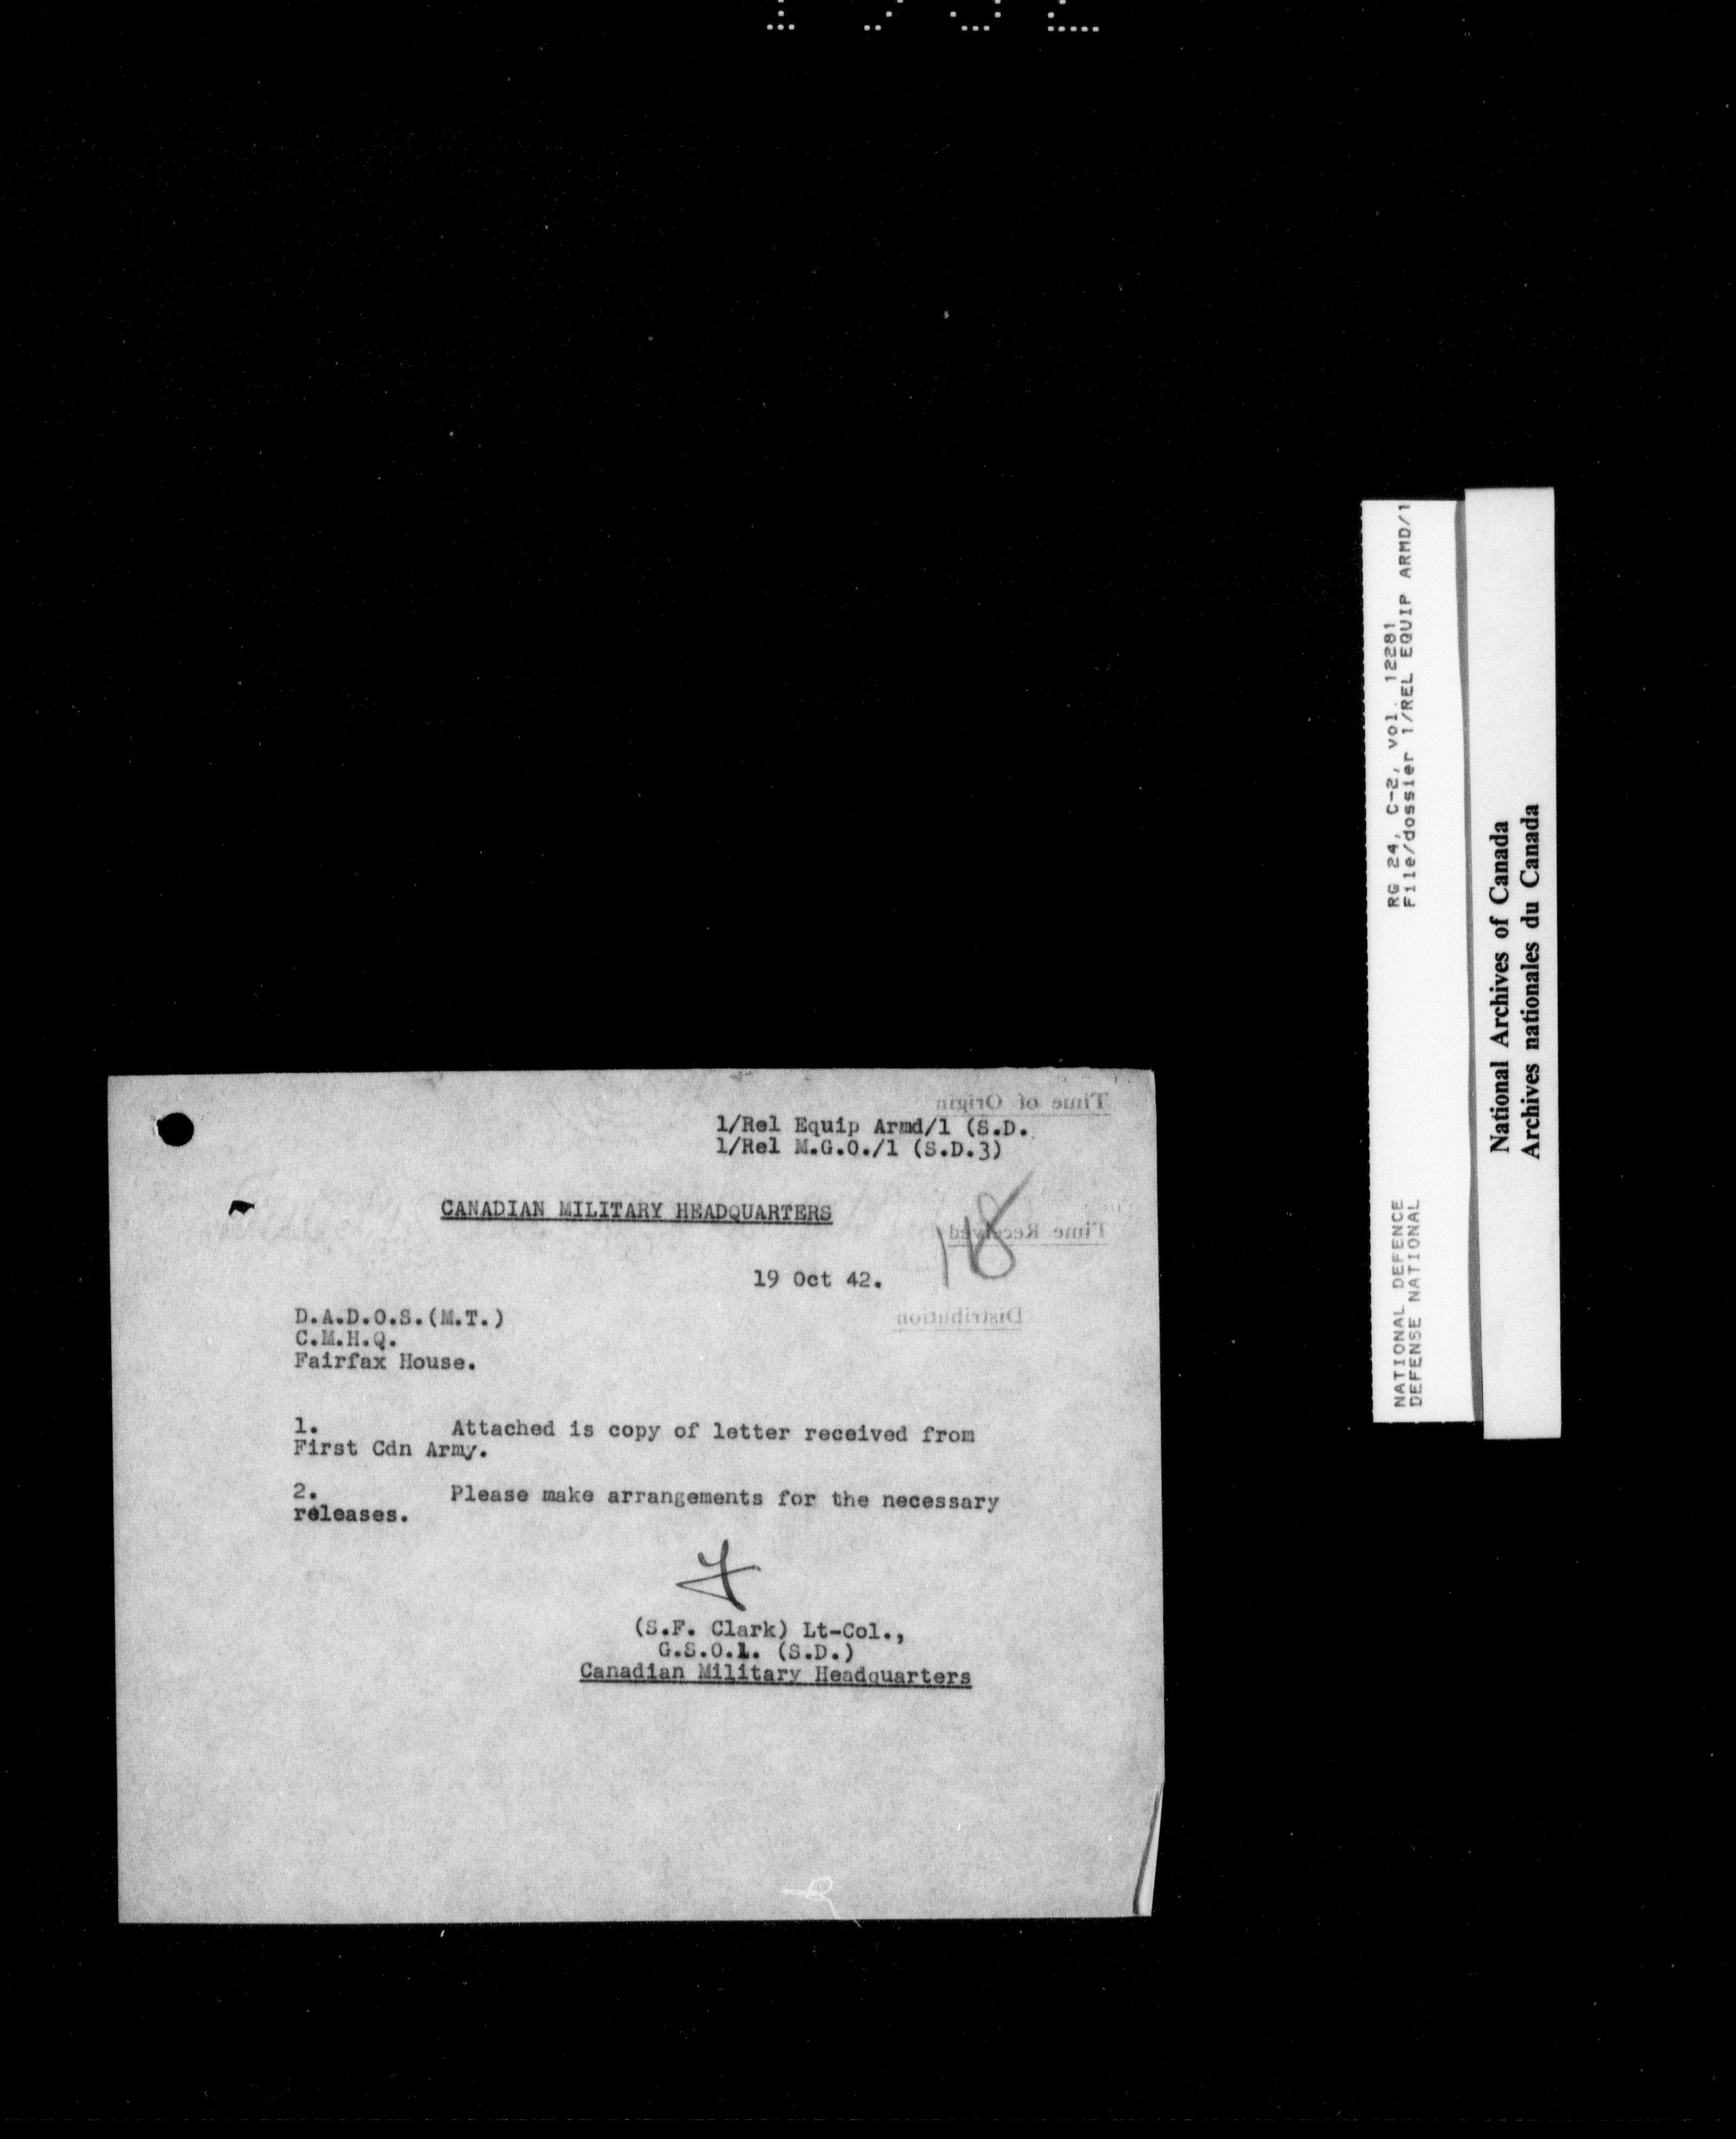 1/Rel Equip Armd/1 (S.D.
1/Rel M.G.O./1 (S.D.3)
CANADIAN MILITARY HEADQUARTERS
118
19 Oct 42.
D.A.D.O.S.(M.T.)
C.M.H.Q.
Fairfax House.
1. Attached is copy of letter received from
First Cdn Army.
2. Please make arrangements for the necessary
releases.
(S.F. Clark) Lt-Col.,
G.S.O.1. (S.D.)
Canadian Military Headquarters
Time of Origin
Time Received
Distribution
RG 24, C-2, vol. 12281
File/dossier 1/REL EQUIP ARMD/1
NATIONAL DEFENCE
DEFENSE NATIONAL
National Archives of Canada
Archives nationales du Canada